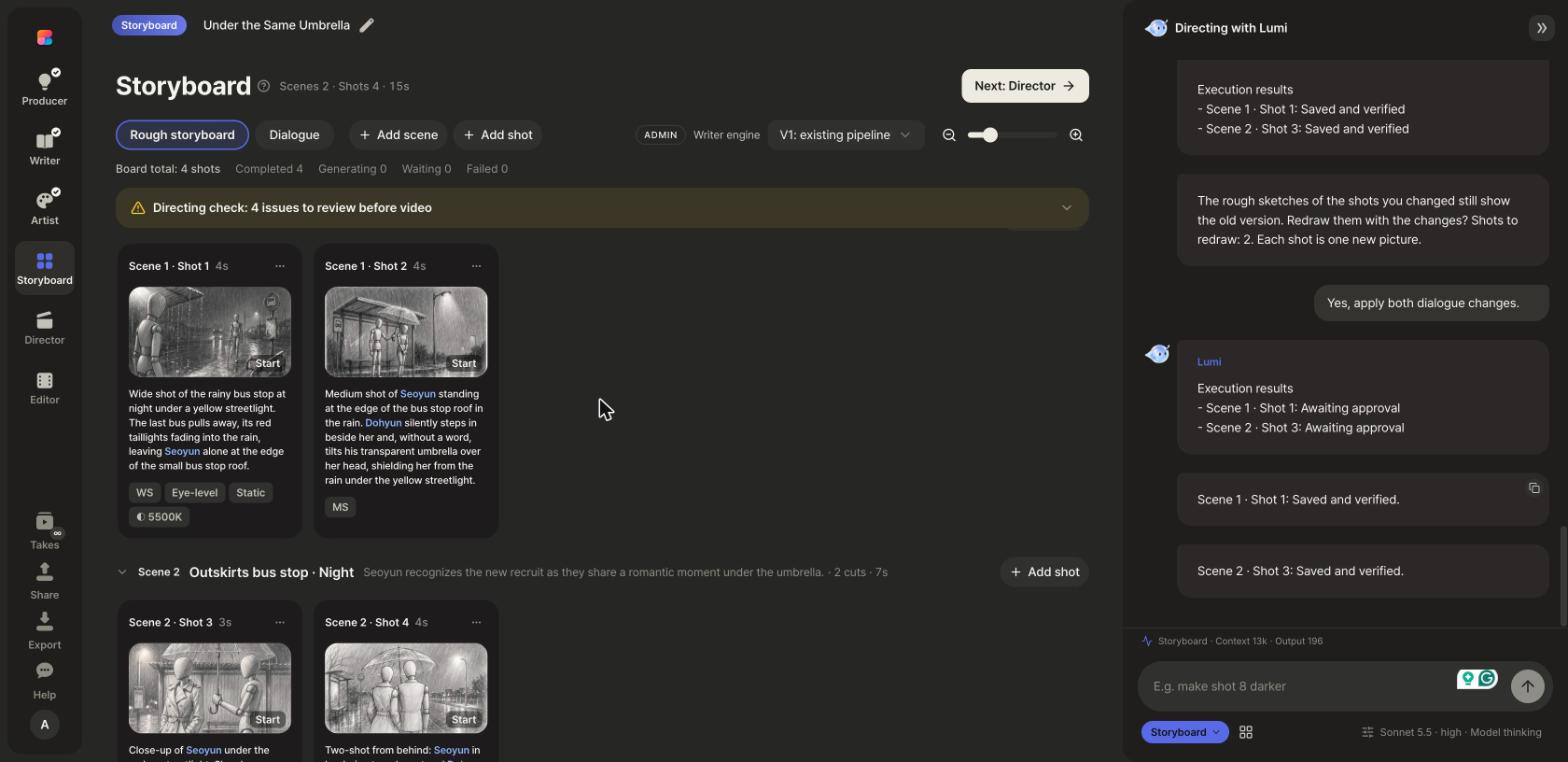 Storyboard
Under the Same Umbrella
Producer
Writer
Artist
Storyboard
Director
Editor
Takes
Share
Export
Help
A
Storyboard
Scenes 2 · Shots 4 · 15s
Next: Director
Rough storyboard
Dialogue
+ Add scene
+ Add shot
ADMIN
Writer engine
V1: existing pipeline
Board total: 4 shots
Completed 4
Generating 0
Waiting 0
Failed 0
Directing check: 4 issues to review before video
Scene 1 · Shot 1 4s
Start
Wide shot of the rainy bus stop at
night under a yellow streetlight.
The last bus pulls away, its red
taillights fading into the rain,
leaving Seoyun alone at the edge
of the small bus stop roof.
WS
Eye-level
Static
5500K
Scene 1 · Shot 2 4s
Start
Medium shot of Seoyun standing
at the edge of the bus stop roof in
the rain. Dohyun silently steps in
beside her and, without a word,
tilts his transparent umbrella over
her head, shielding her from the
rain under the yellow streetlight.
MS
Scene 2 Outskirts bus stop · Night Seoyun recognizes the new recruit as they share a romantic moment under the umbrella. · 2 cuts · 7s
+ Add shot
Scene 2 · Shot 3 3s
Start
Close-up of Seoyun under the
Scene 2 · Shot 4 4s
Start
Two-shot from behind: Seoyun in
Directing with Lumi
Execution results
- Scene 1 · Shot 1: Saved and verified
- Scene 2 · Shot 3: Saved and verified
The rough sketches of the shots you changed still show
the old version. Redraw them with the changes? Shots to
redraw: 2. Each shot is one new picture.
Yes, apply both dialogue changes.
Lumi
Execution results
- Scene 1 · Shot 1: Awaiting approval
- Scene 2 · Shot 3: Awaiting approval
Scene 1 · Shot 1: Saved and verified.
Scene 2 · Shot 3: Saved and verified.
Storyboard · Context 13k · Output 196
E.g. make shot 8 darker
Storyboard
Sonnet 5.5 · high · Model thinking